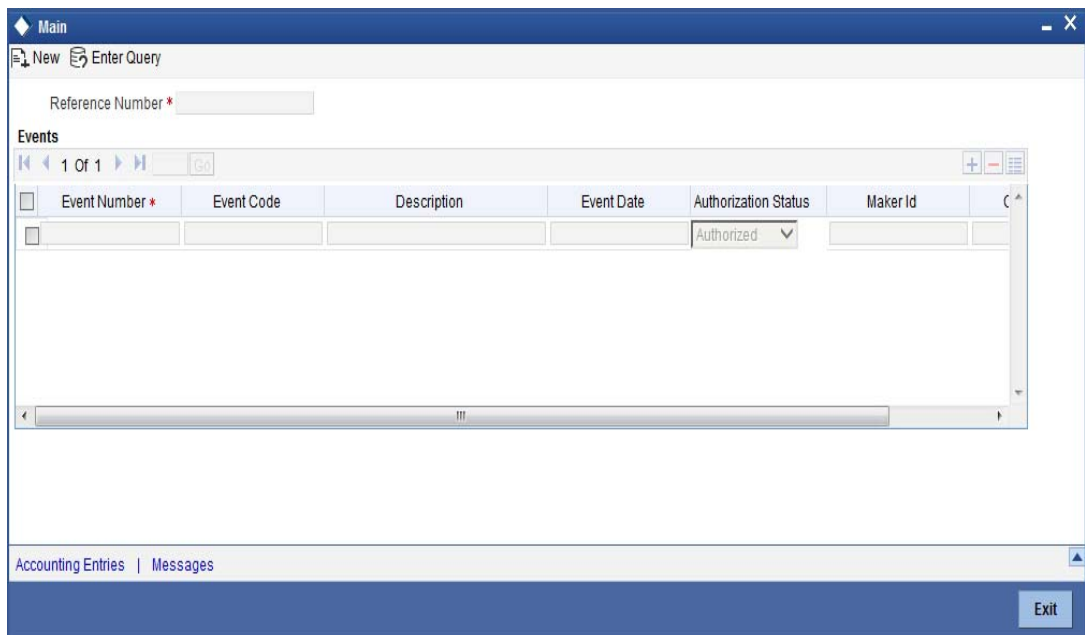 Main
New Enter Query
Reference Number *
Events
1 Of 1 Go
Event Number * Event Code Description Event Date Authorization Status Maker Id C
Authorized
Accounting Entries | Messages
Exit